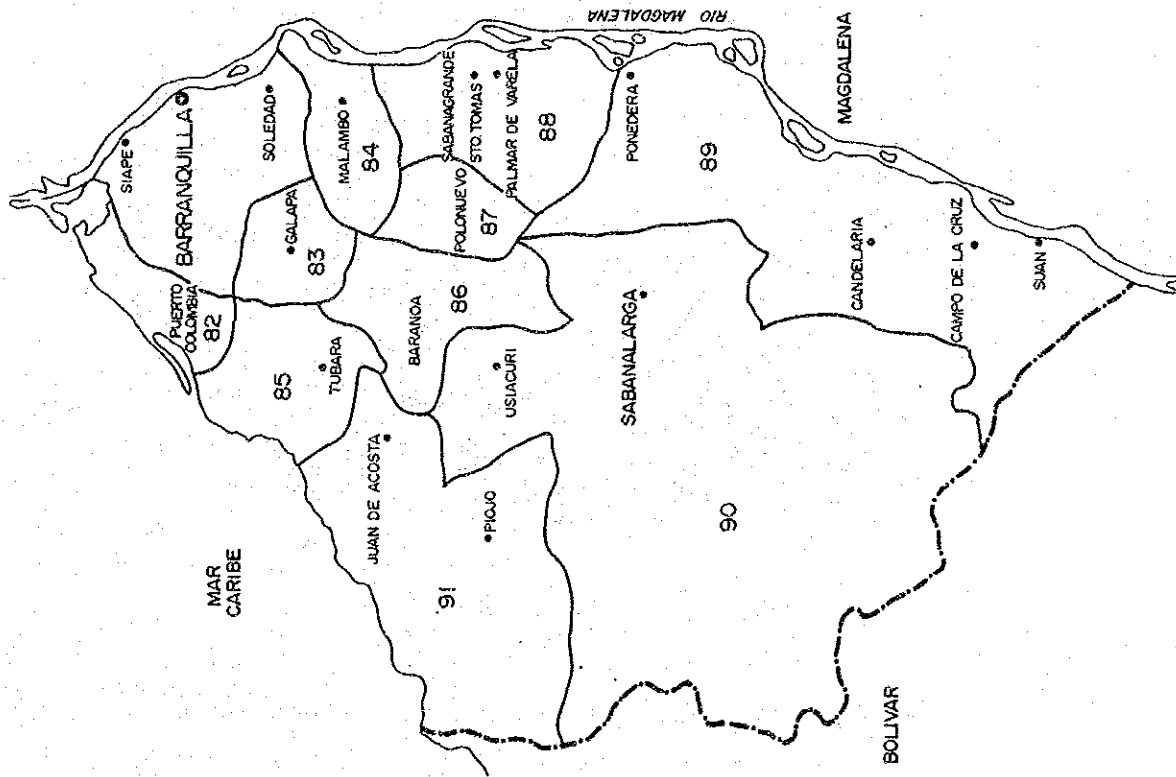 RIO MAGDALENA
SIAPE
BARRANQUILLA
SOLEDAD
PUERTO
COLOMBIA
82
GALAPA
83
MALAMBO
84
MAR
CARIBE
85
TUBARA
BARANOA
86
POLONUEVO
87
SABANAGRANDE
STO. TOMAS
PALMAR DE VARELA
88
JUAN DE ACOSTA
USIACURI
PIOJO
91
PONEDERA
89
SABANALARGA
90
MAGDALENA
CANDELARIA
CAMPO DE LA CRUZ
SUAN
BOLIVAR